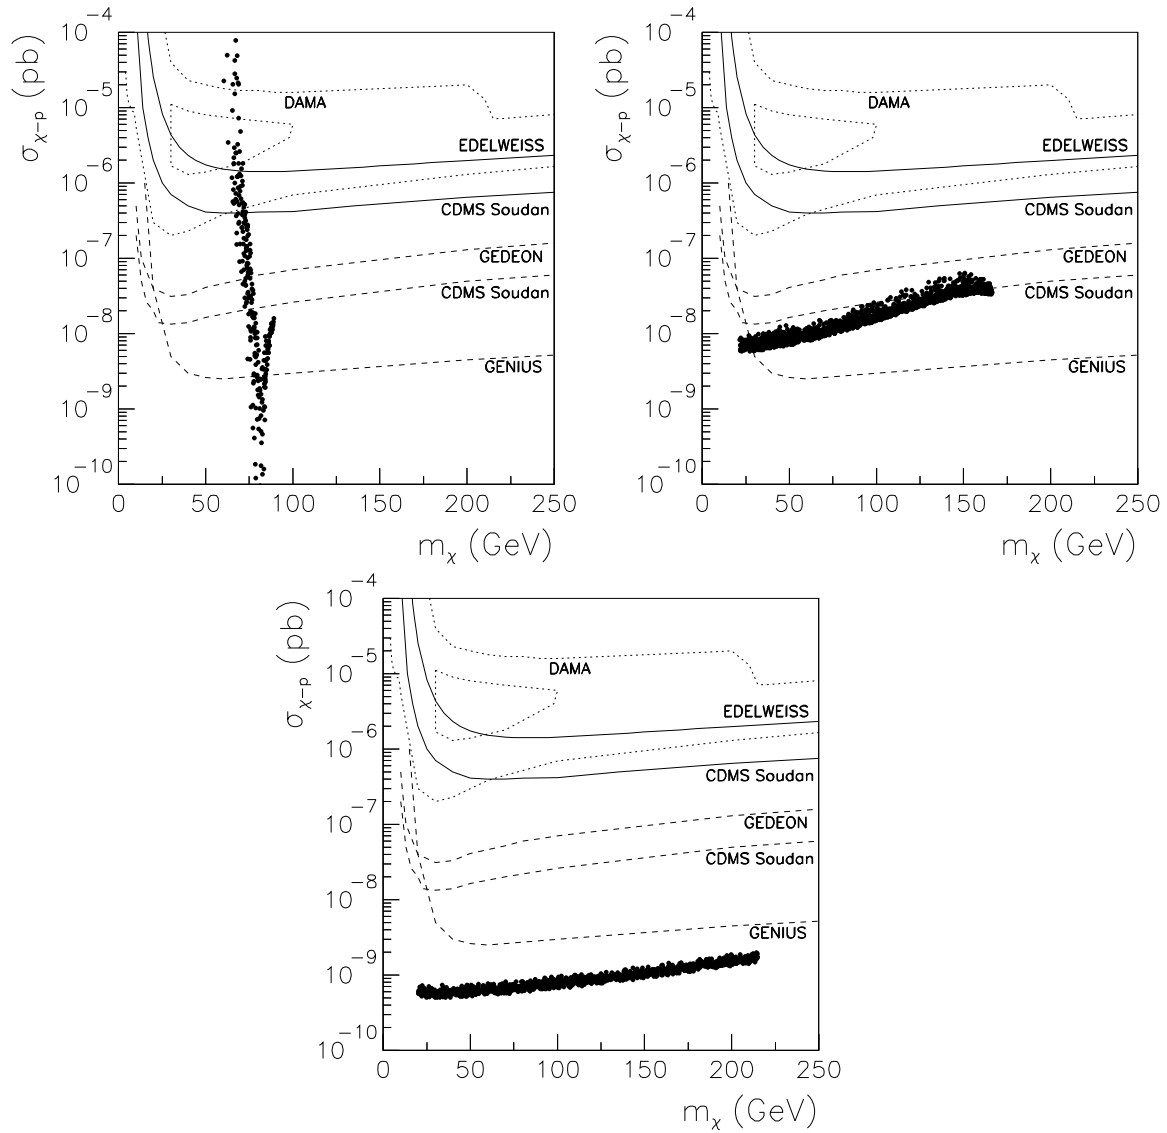 10⁻⁴
10⁻⁵
10⁻⁶
10⁻⁷
10⁻⁸
10⁻⁹
10⁻¹⁰
σχ₋p (pb)
DAMA
EDELWEISS
CDMS Soudan
GEDEON
CDMS Soudan
GENIUS
0 50 100 150 200 250
mχ (GeV)
10⁻⁴
10⁻⁵
10⁻⁶
10⁻⁷
10⁻⁸
10⁻⁹
10⁻¹⁰
σχ₋p (pb)
DAMA
EDELWEISS
CDMS Soudan
GEDEON
CDMS Soudan
GENIUS
0 50 100 150 200 250
mχ (GeV)
10⁻⁴
10⁻⁵
10⁻⁶
10⁻⁷
10⁻⁸
10⁻⁹
10⁻¹⁰
σχ₋p (pb)
DAMA
EDELWEISS
CDMS Soudan
GEDEON
CDMS Soudan
GENIUS
0 50 100 150 200 250
mχ (GeV)